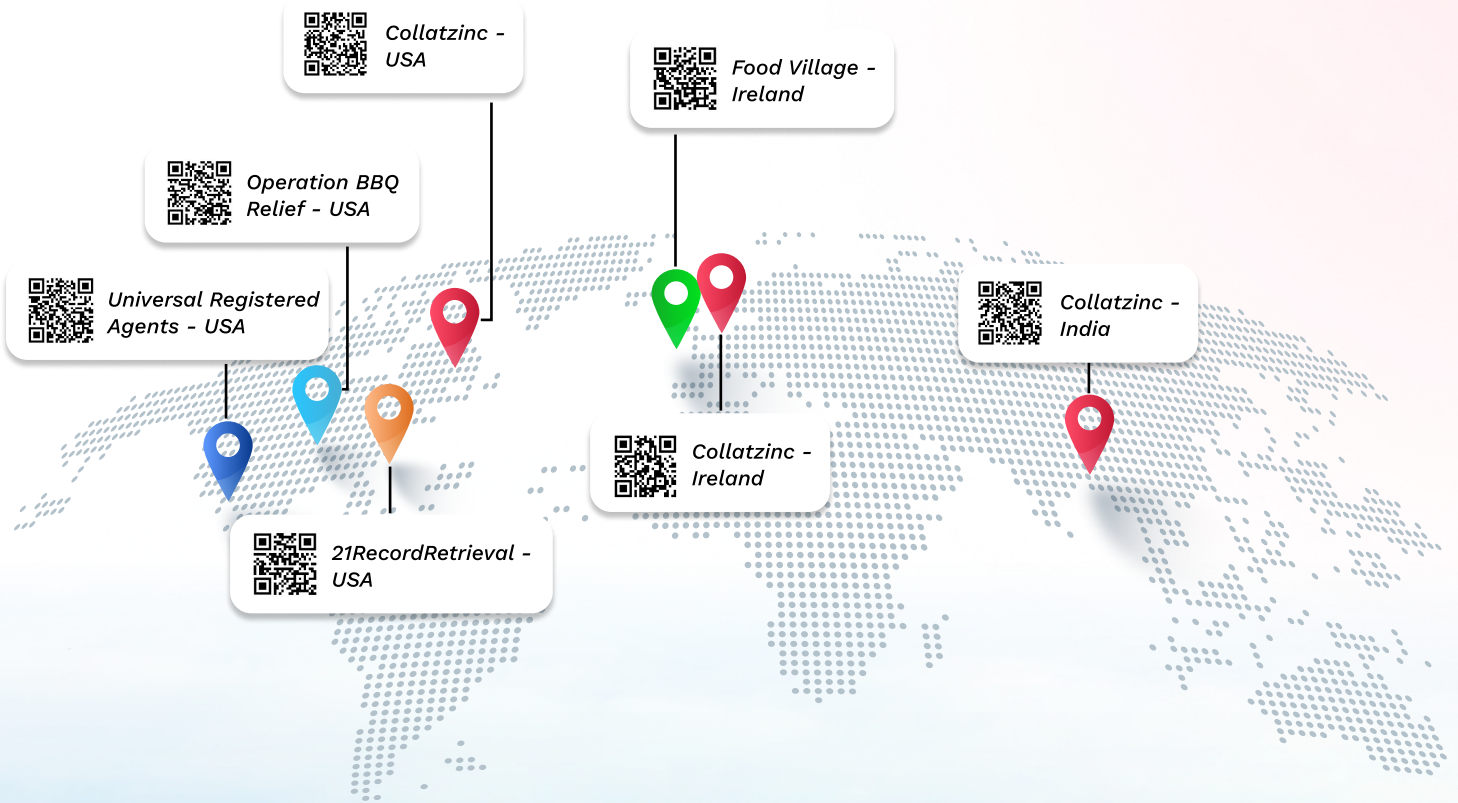 Collatzinc -
USA
Food Village -
Ireland
Operation BBQ
Relief - USA
Universal Registered
Agents - USA
Collatzinc -
India
Collatzinc -
Ireland
21RecordRetrieval -
USA